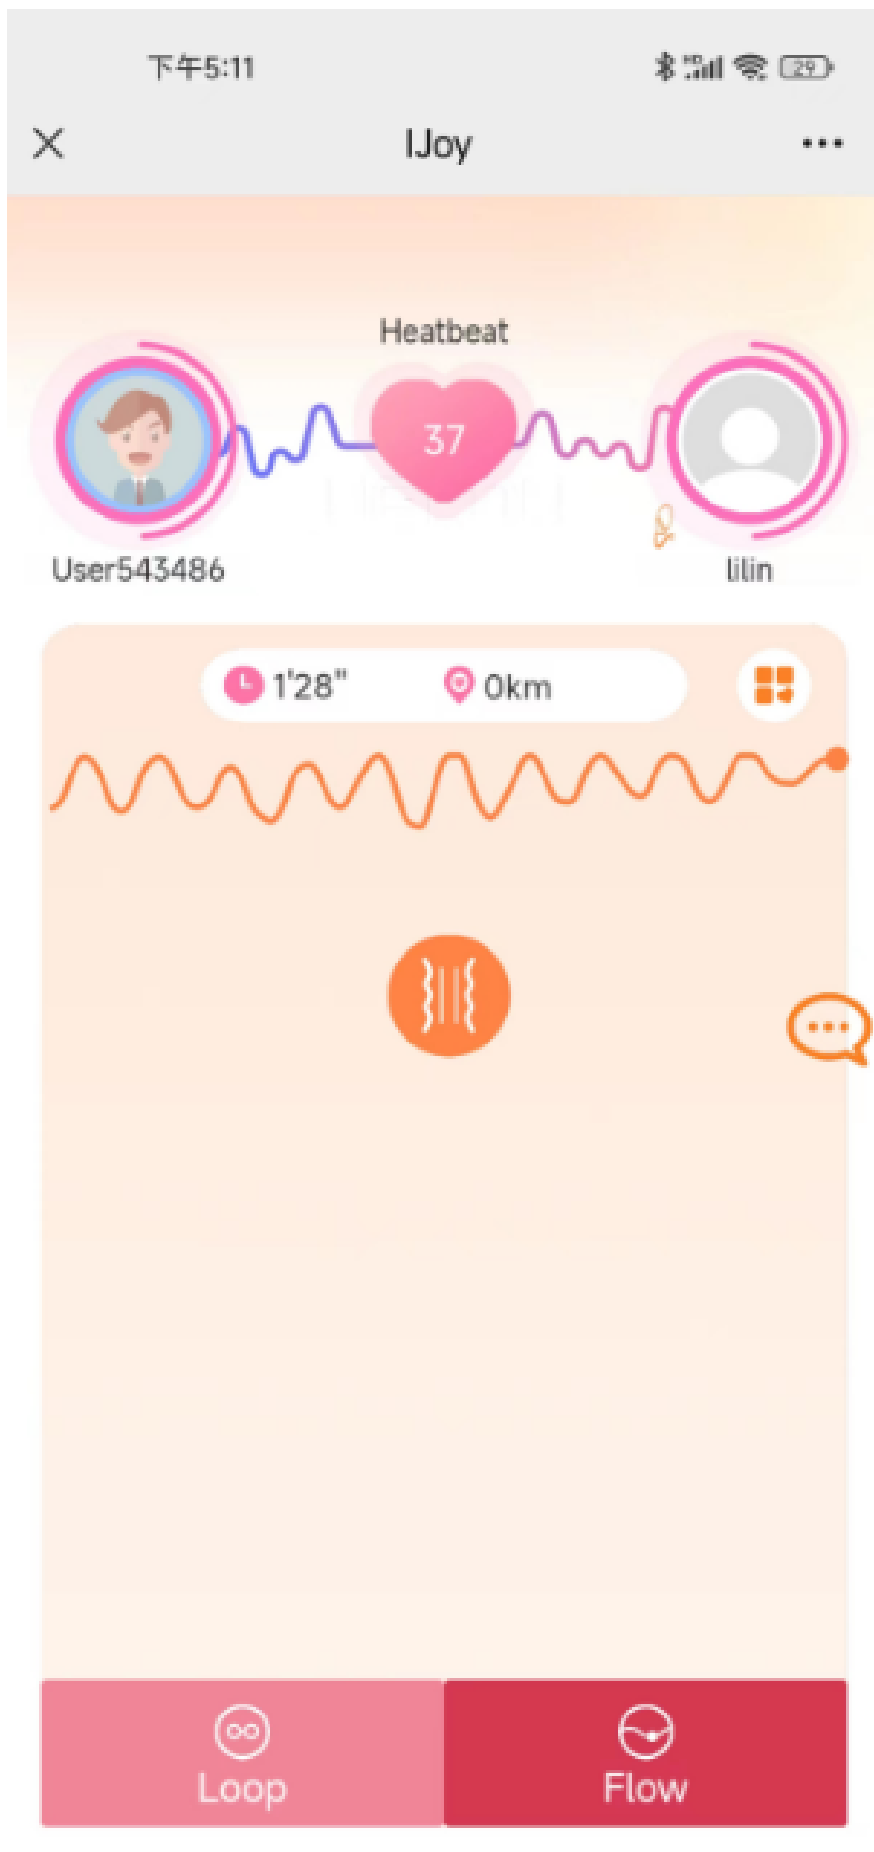 下午5:11
29
IJoy
Heatbeat
37
User543486
lilin
1'28"
0km
Loop
Flow